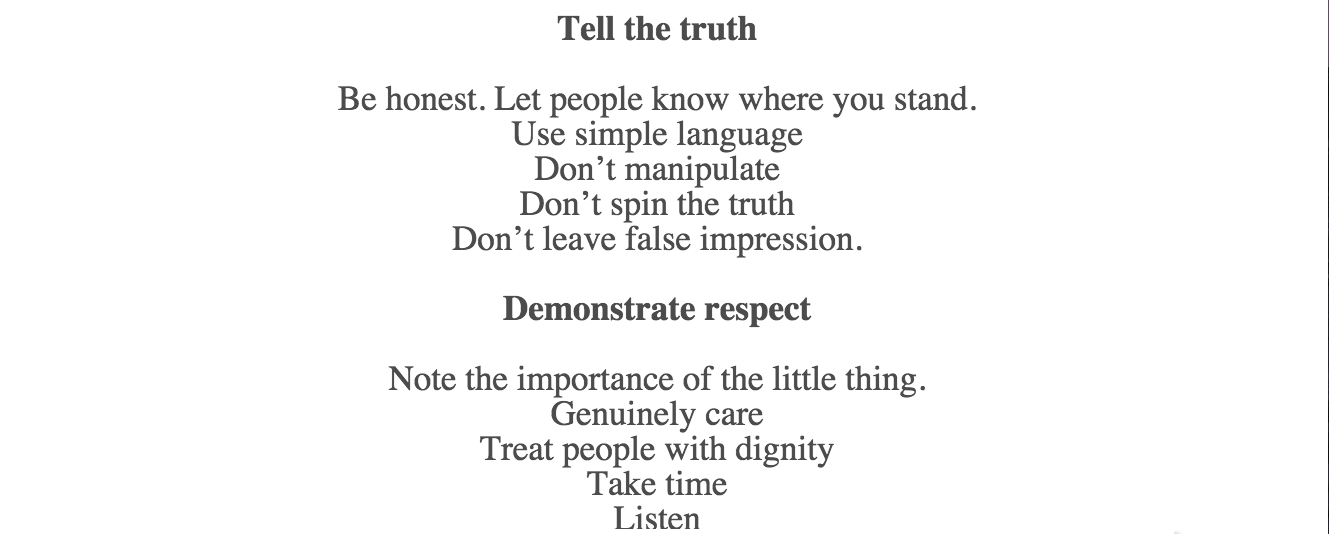 Tell the truth
Be honest. Let people know where you stand.
Use simple language
Don’t manipulate
Don’t spin the truth
Don’t leave false impression.
Demonstrate respect
Note the importance of the little thing.
Genuinely care
Treat people with dignity
Take time
Listen